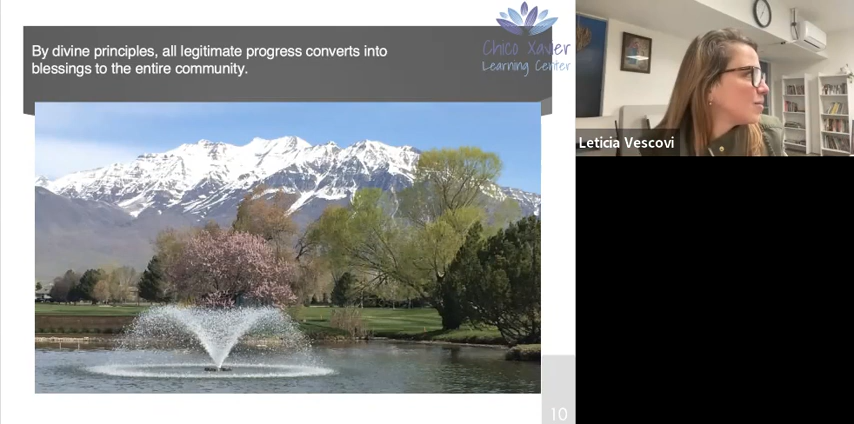 By divine principles, all legitimate progress converts into
blessings to the entire community.
Chico Xavier
Learning Center
Leticia Vescovi
10